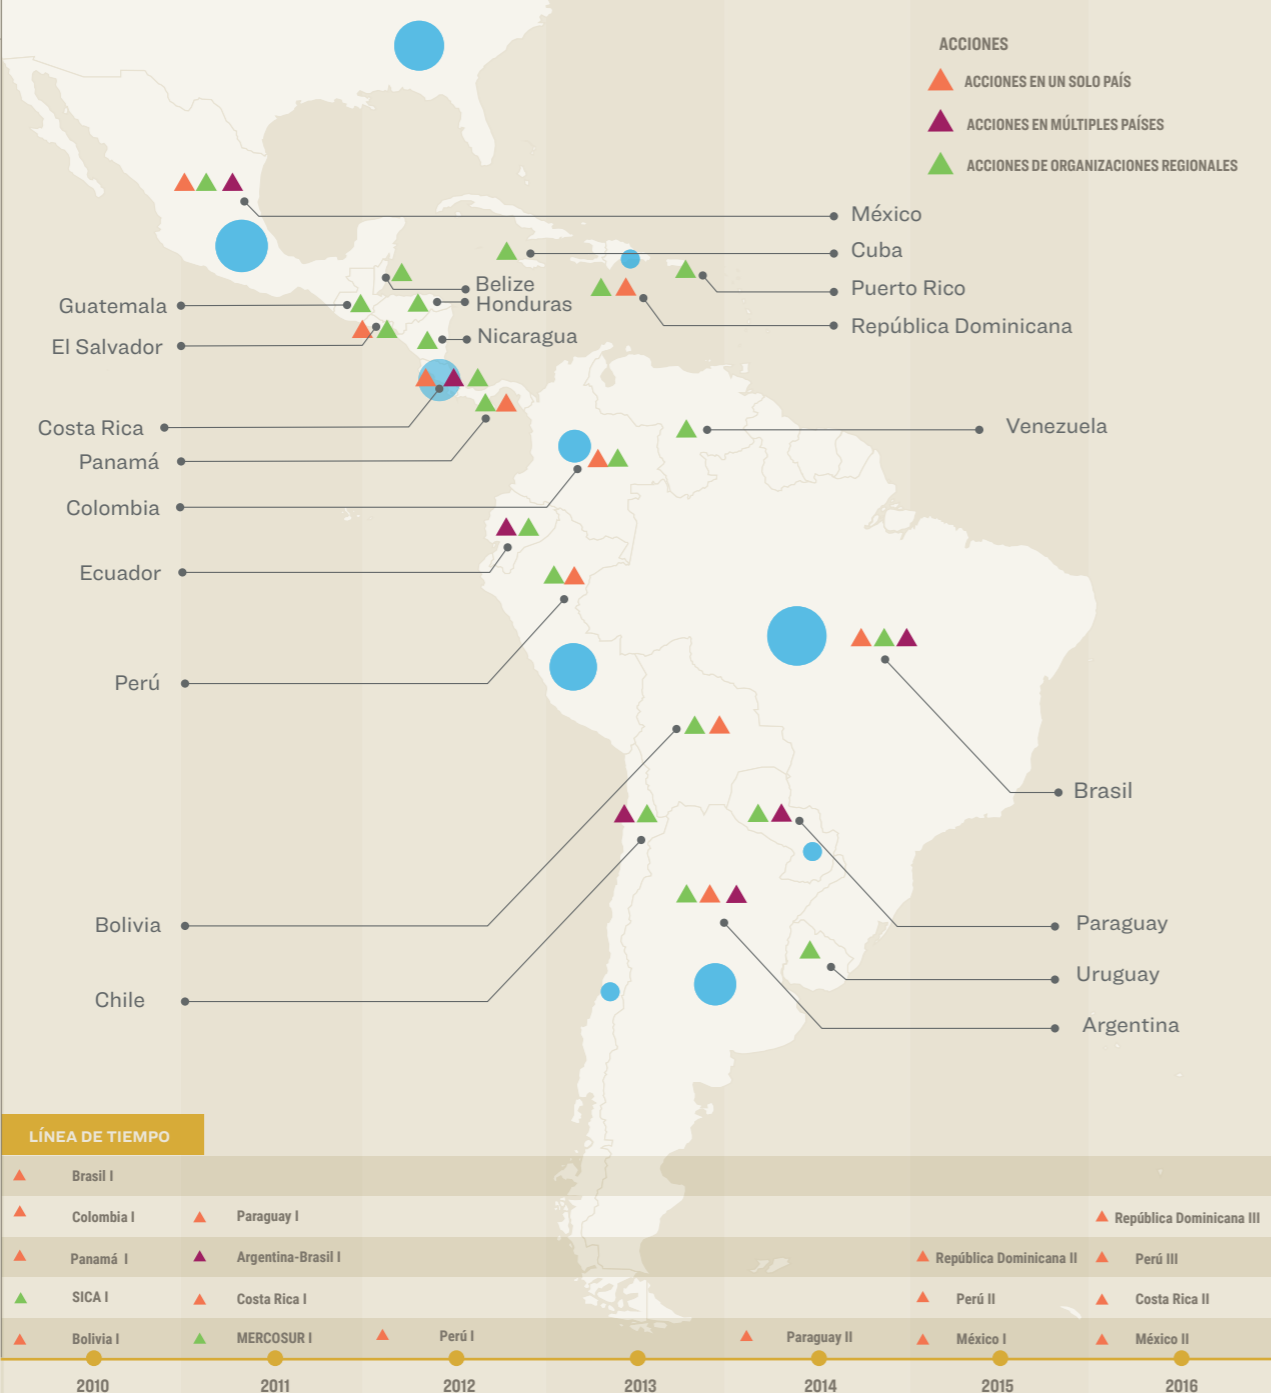 ACCIONES
ACCIONES EN UN SOLO PAÍS
ACCIONES EN MÚLTIPLES PAÍSES
ACCIONES DE ORGANIZACIONES REGIONALES
México
Cuba
Puerto Rico
República Dominicana
Belize
Honduras
Nicaragua
Guatemala
El Salvador
Costa Rica
Panamá
Colombia
Ecuador
Perú
Bolivia
Chile
Venezuela
Brasil
Paraguay
Uruguay
Argentina
LÍNEA DE TIEMPO
Brasil I
Colombia I
Paraguay I
República Dominicana III
Panamá I
Argentina-Brasil I
República Dominicana II
Perú III
SICA I
Costa Rica I
Perú II
Costa Rica II
Bolivia I
MERCOSUR I
Perú I
Paraguay II
México I
México II
2010
2011
2012
2013
2014
2015
2016